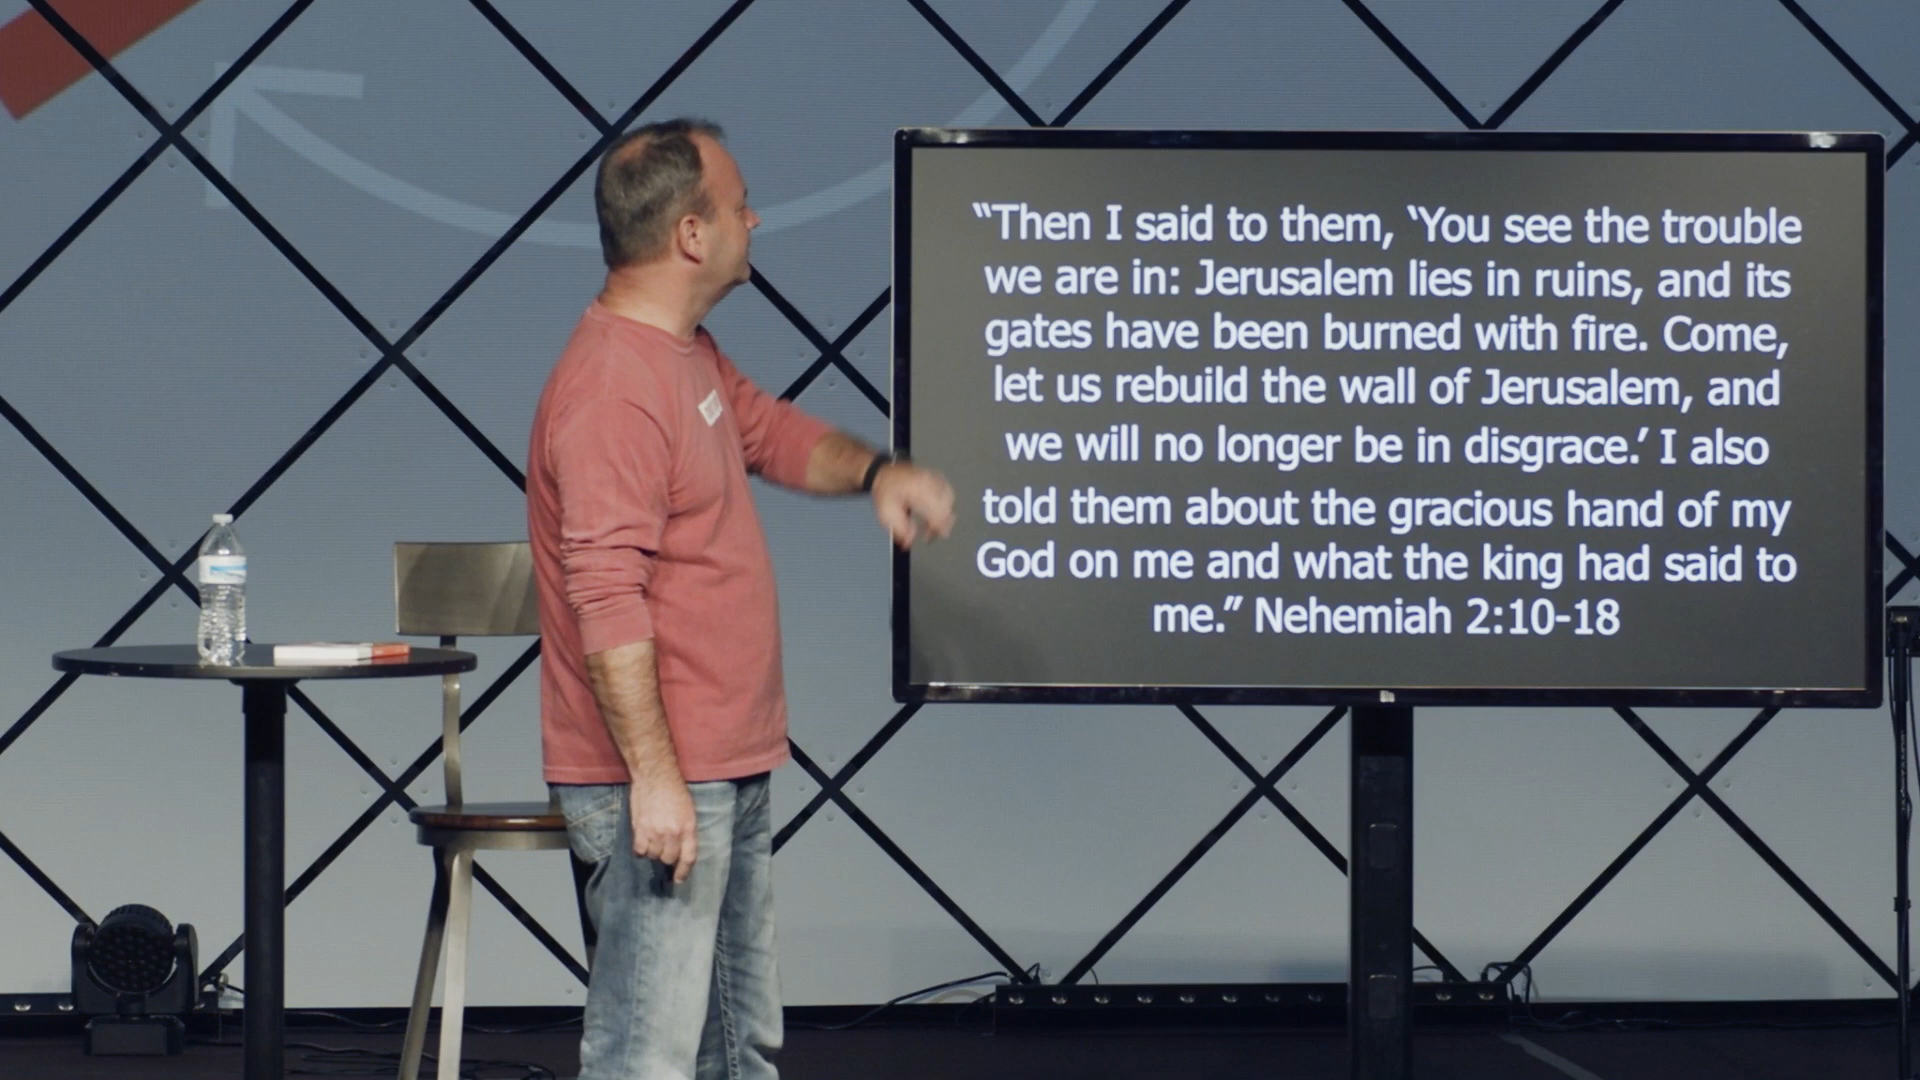 “Then I said to them, ‘You see the trouble
we are in: Jerusalem lies in ruins, and its
gates have been burned with fire. Come,
let us rebuild the wall of Jerusalem, and
we will no longer be in disgrace.’ I also
told them about the gracious hand of my
God on me and what the king had said to
me.” Nehemiah 2:10-18